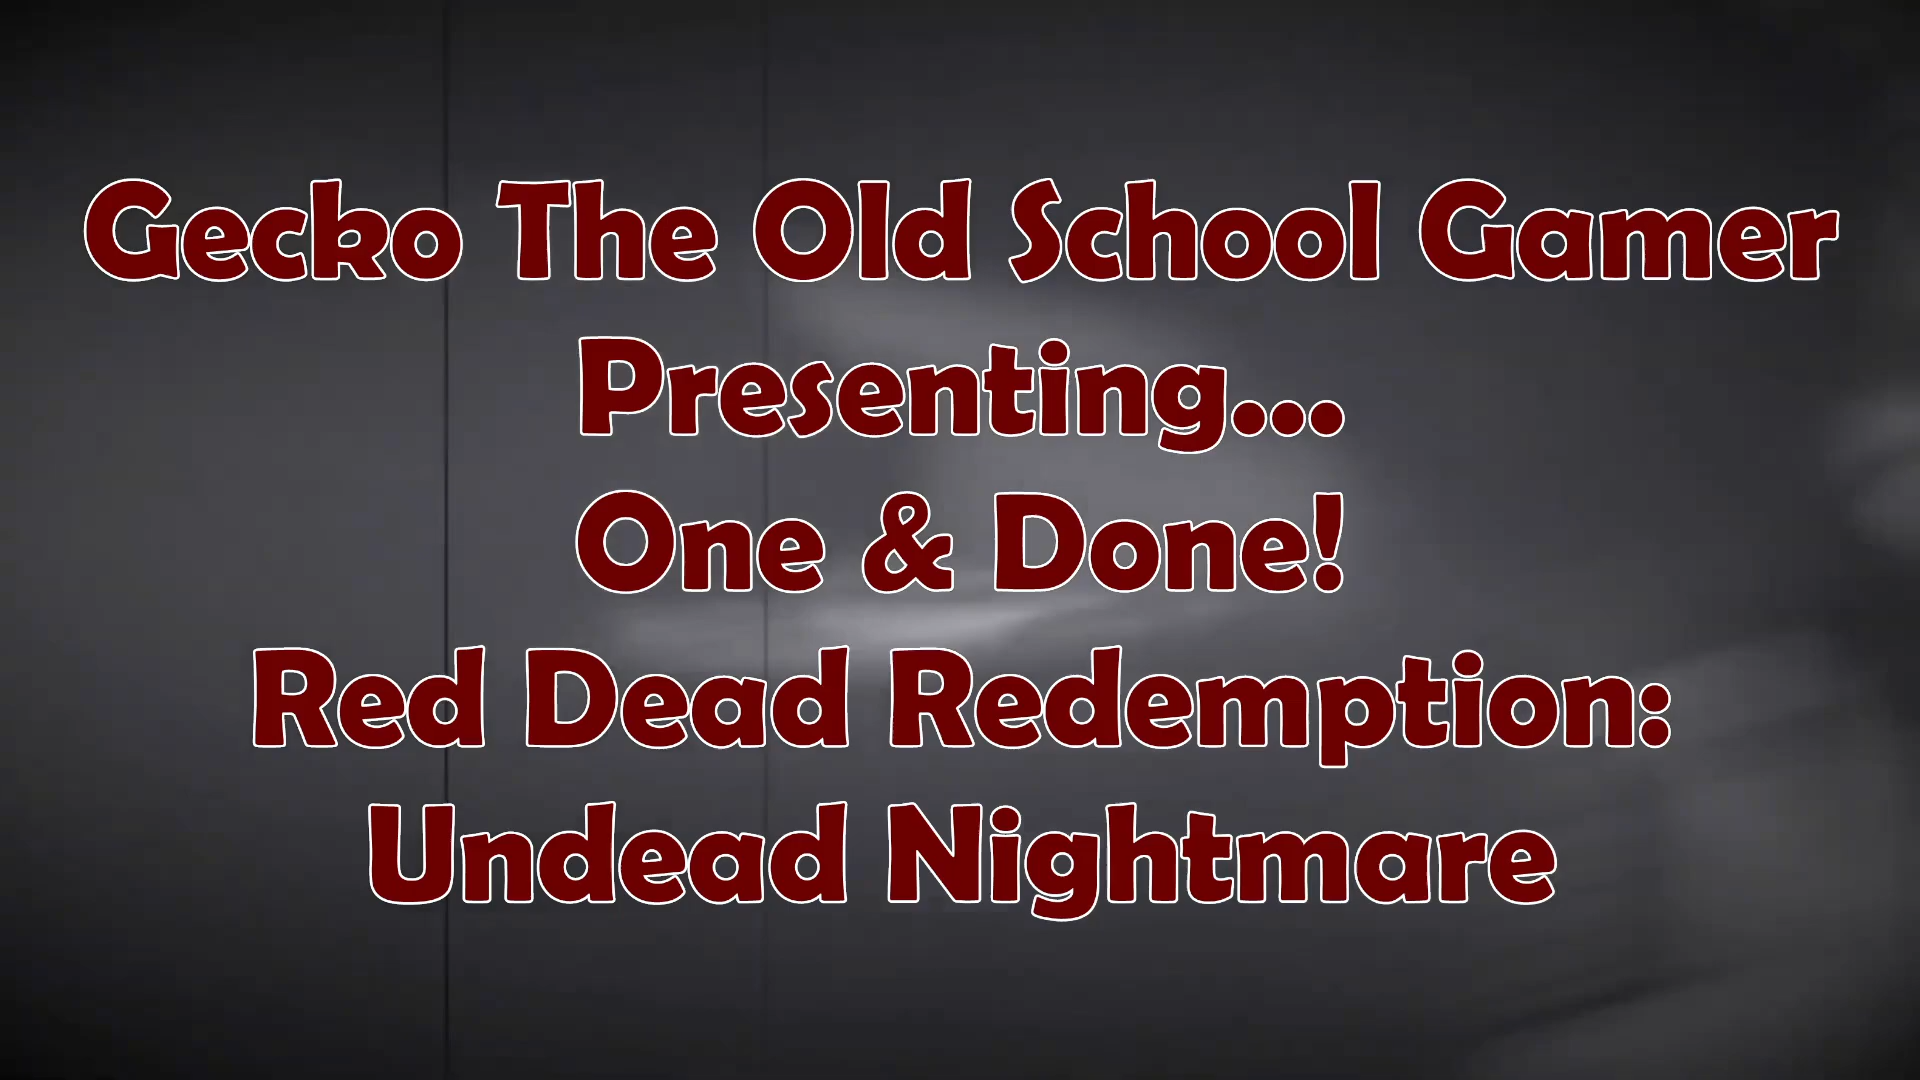 Gecko The Old School Gamer
Presenting...
One & Done!
Red Dead Redemption:
Undead Nightmare